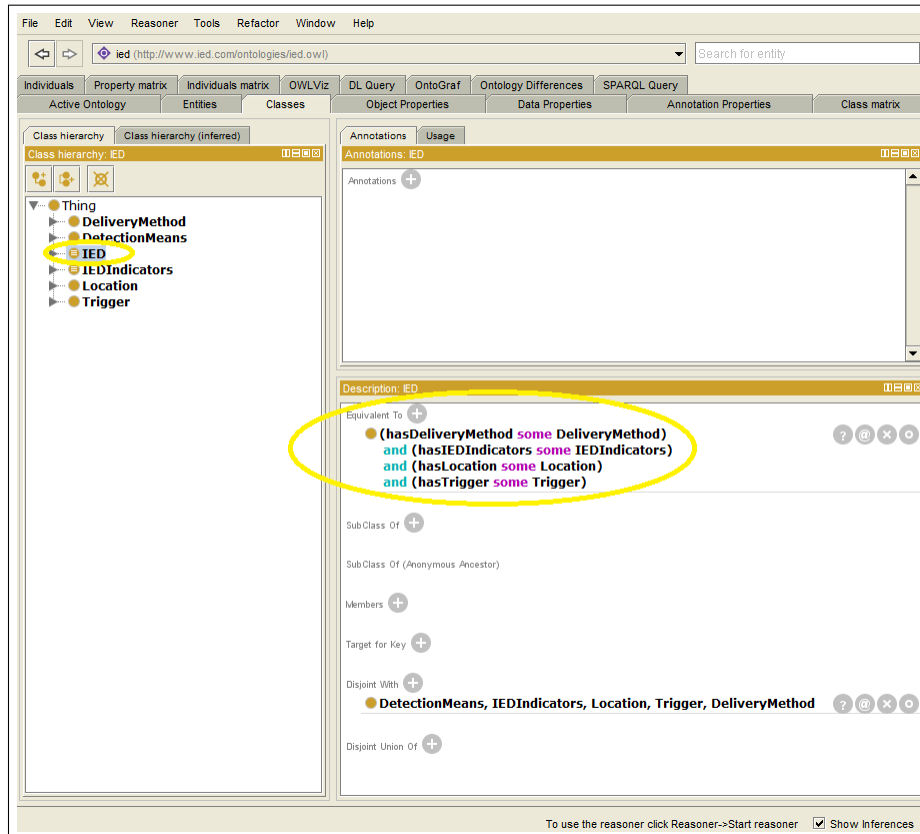 File Edit View Reasoner Tools Refactor Window Help
ied (http://www.ied.com/ontologies/ied.owl) Search for entity
Individuals Property matrix Individuals matrix OWLViz DL Query OntoGraf Ontology Differences SPARQL Query
Active Ontology Entities Classes Object Properties Data Properties Annotation Properties Class matrix
Class hierarchy Class hierarchy (inferred)
Class hierarchy: IED
Thing
DeliveryMethod
DetectionMeans
IED
IEDIndicators
Location
Trigger
Annotations Usage
Annotations: IED
Annotations
Description: IED
Equivalent To
(hasDeliveryMethod some DeliveryMethod)
and (hasIEDIndicators some IEDIndicators)
and (hasLocation some Location)
and (hasTrigger some Trigger)
SubClass Of
SubClass Of (Anonymous Ancestor)
Members
Target for Key
Disjoint With
DetectionMeans, IEDIndicators, Location, Trigger, DeliveryMethod
Disjoint Union Of
To use the reasoner click Reasoner->Start reasoner Show Inferences